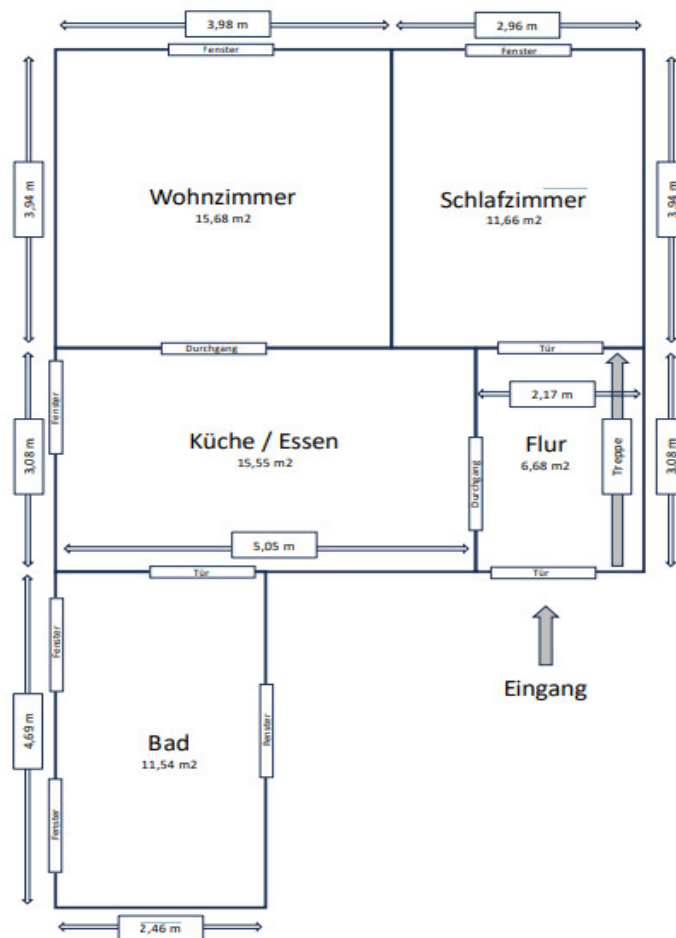 3,98 m
2,96 m
Fenster
Fenster
3,94 m
3,94 m
Wohnzimmer
15,68 m2
Schlafzimmer
11,66 m2
Durchgang
Tür
Fenster
2,17 m
3,08 m
Küche / Essen
15,55 m2
Durchgang
Flur
6,68 m2
Treppe
3,08 m
5,05 m
Tür
Tür
Fenster
Eingang
4,69 m
Bad
11,54 m2
Fenster
Fenster
2,46 m